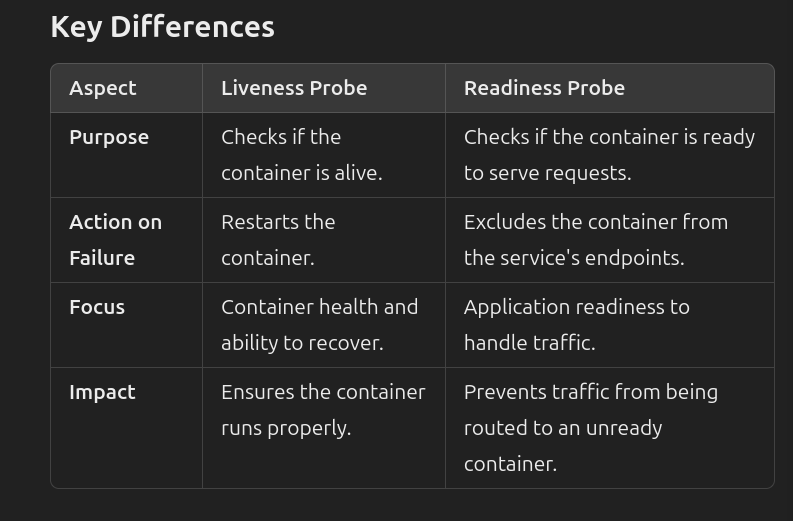 Key Differences
Aspect Liveness Probe Readiness Probe
Purpose Checks if the Checks if the container is ready
container is alive. to serve requests.
Action on Restarts the Excludes the container from
Failure container. the service's endpoints.
Focus Container health and Application readiness to
ability to recover. handle traffic.
Impact Ensures the container Prevents traffic from being
runs properly. routed to an unready
container.